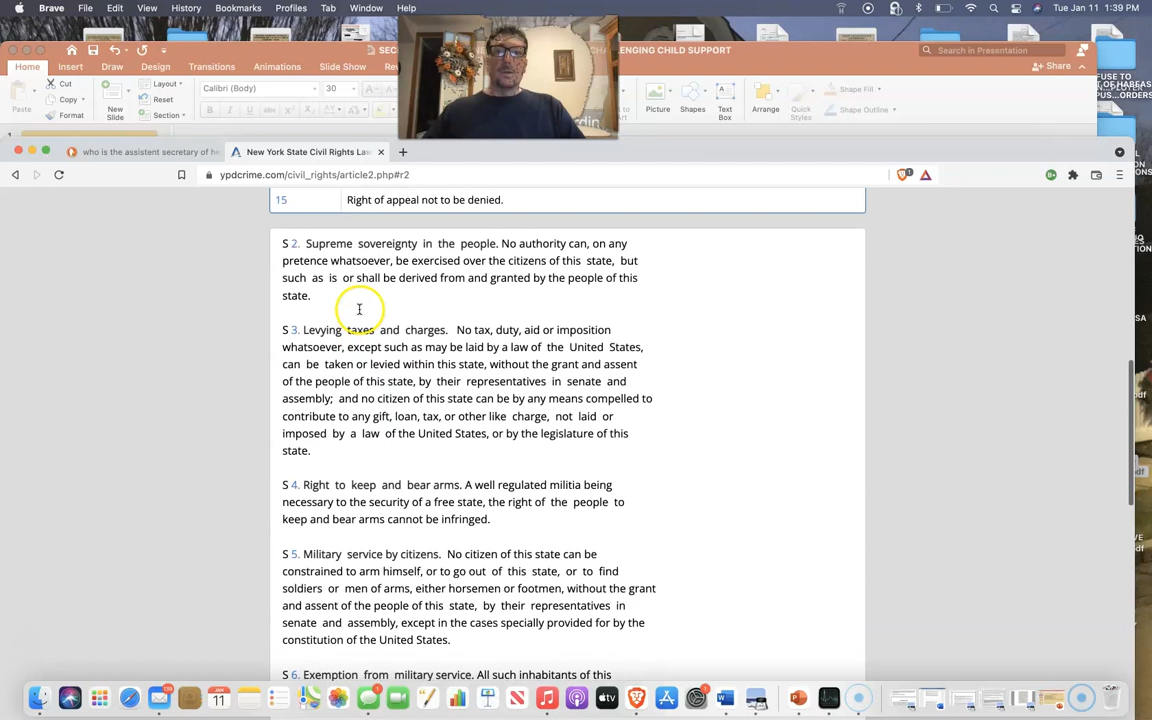 Brave File Edit View History Bookmarks Profiles Tab Window Help
Tue Jan 11 1:39 PM
CHILD SUPPORT
Search in Presentation
Home Insert Draw Design Transitions Animations Slide Show
Share
Paste
Cut
Copy
Format
New Slide
Layout
Reset
Section
Calibri (Body) 30
Picture
Shapes
Text Box
Arrange
Quick Styles
Shape Fill
Shape Outline
who is the assistent secretary of he
New York State Civil Rights Law
ypdcrime.com/civil_rights/article2.php#r2
15 Right of appeal not to be denied.
S 2. Supreme sovereignty in the people. No authority can, on any
pretence whatsoever, be exercised over the citizens of this state, but
such as is or shall be derived from and granted by the people of this
state.
S 3. Levying taxes and charges. No tax, duty, aid or imposition
whatsoever, except such as may be laid by a law of the United States,
can be taken or levied within this state, without the grant and assent
of the people of this state, by their representatives in senate and
assembly; and no citizen of this state can be by any means compelled to
contribute to any gift, loan, tax, or other like charge, not laid or
imposed by a law of the United States, or by the legislature of this
state.
S 4. Right to keep and bear arms. A well regulated militia being
necessary to the security of a free state, the right of the people to
keep and bear arms cannot be infringed.
S 5. Military service by citizens. No citizen of this state can be
constrained to arm himself, or to go out of this state, or to find
soldiers or men of arms, either horsemen or footmen, without the grant
and assent of the people of this state, by their representatives in
senate and assembly, except in the cases specially provided for by the
constitution of the United States.
S 6. Exemption from military service. All such inhabitants of this